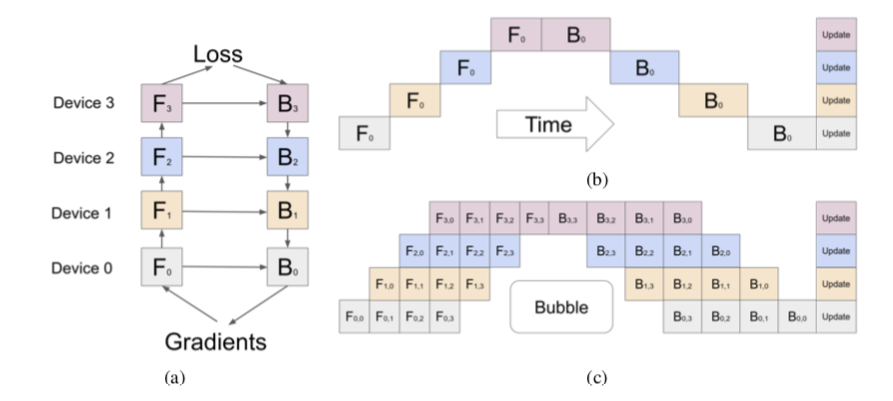 Loss
Device 3 F₃ B₃
Device 2 F₂ B₂
Device 1 F₁ B₁
Device 0 F₀ B₀
Gradients
(a)
F₀ B₀ Update
F₀ B₀ Update
F₀ B₀ Update
F₀ Time B₀ Update
(b)
F₃,₀ F₃,₁ F₃,₂ F₃,₃ B₃,₃ B₃,₂ B₃,₁ B₃,₀ Update
F₂,₀ F₂,₁ F₂,₂ F₂,₃ B₂,₃ B₂,₂ B₂,₁ B₂,₀ Update
F₁,₀ F₁,₁ F₁,₂ F₁,₃ B₁,₃ B₁,₂ B₁,₁ B₁,₀ Update
F₀,₀ F₀,₁ F₀,₂ F₀,₃ Bubble B₀,₃ B₀,₂ B₀,₁ B₀,₀ Update
(c)